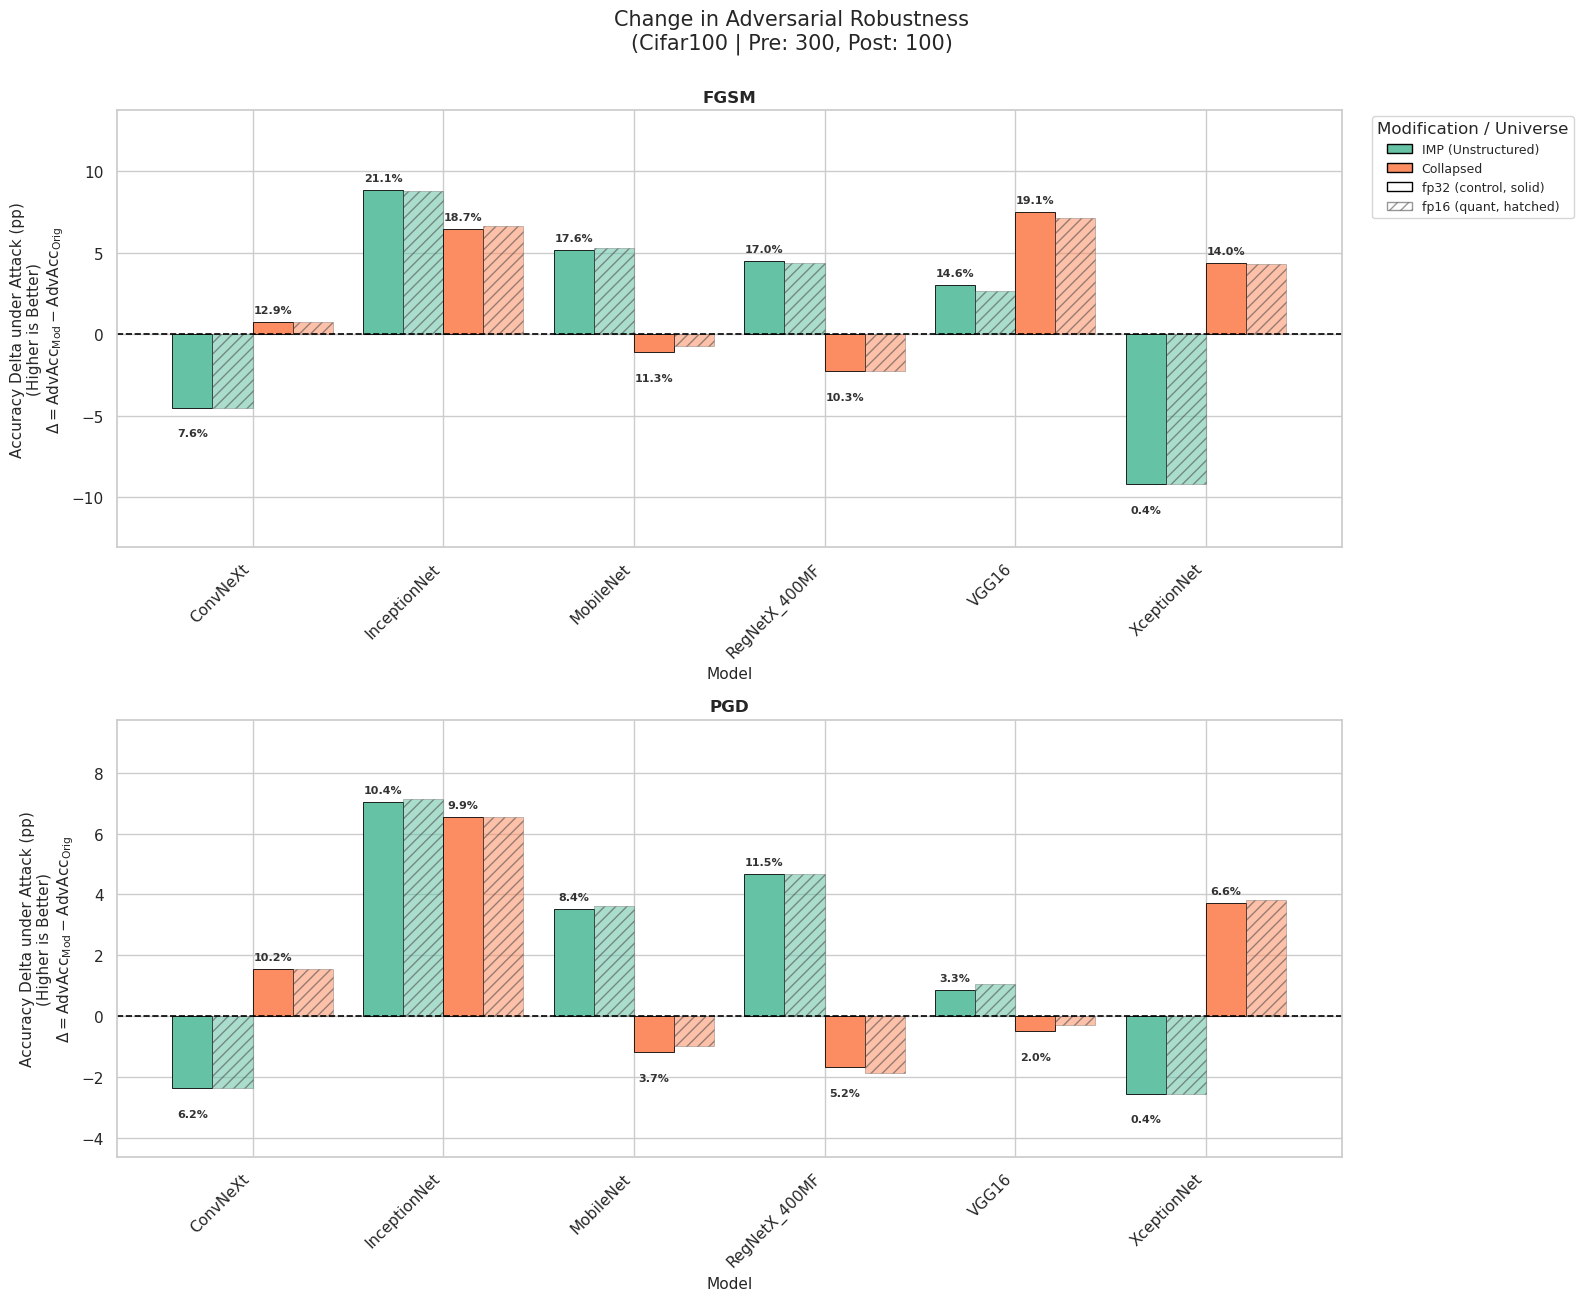 Change in Adversarial Robustness
(Cifar100 | Pre: 300, Post: 100)
FGSM
Accuracy Delta under Attack (pp)
(Higher is Better)
Δ = AdvAcc_Mod − AdvAcc_Orig
10
5
0
−5
−10
7.6%
12.9%
21.1%
18.7%
17.6%
11.3%
17.0%
10.3%
14.6%
19.1%
0.4%
14.0%
ConvNeXt
InceptionNet
MobileNet
RegNetX_400MF
VGG16
XceptionNet
Model
Modification / Universe
IMP (Unstructured)
Collapsed
fp32 (control, solid)
fp16 (quant, hatched)
PGD
Accuracy Delta under Attack (pp)
(Higher is Better)
Δ = AdvAcc_Mod − AdvAcc_Orig
8
6
4
2
0
−2
−4
6.2%
10.2%
10.4%
9.9%
8.4%
3.7%
11.5%
5.2%
3.3%
2.0%
0.4%
6.6%
ConvNeXt
InceptionNet
MobileNet
RegNetX_400MF
VGG16
XceptionNet
Model